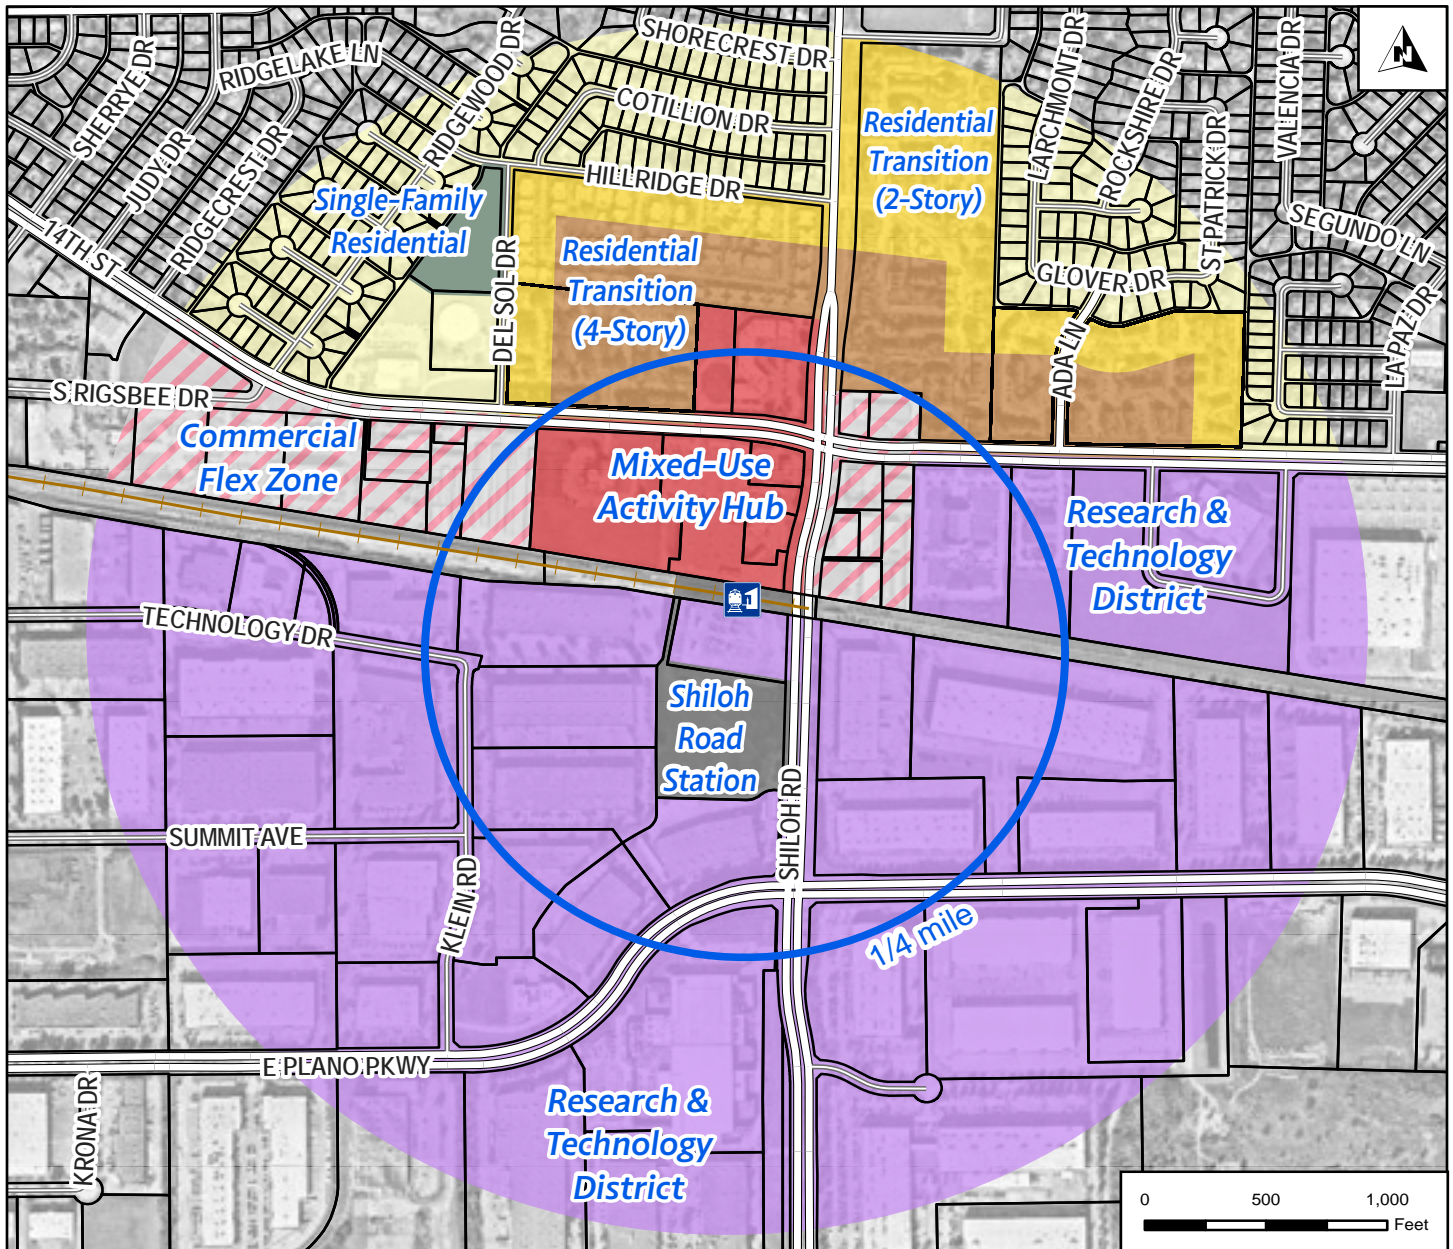 SHORECREST DR
SHERRYE DR
RIDGELAKE LN
RIDGEWOOD DR
COTILLION DR
LARCHMONT DR
ROCKSHIRE DR
VALENCIA DR
N
JUDY DR
RIDGECREST DR
HILLRIDGE DR
Residential
Transition
(2-Story)
ST PATRICK DR
Single-Family
Residential
14TH ST
DEL SOL DR
Residential
Transition
(4-Story)
GLOVER DR
SEGUNDO LN
LA PAZ DR
ADA LN
S RIGSBEE DR
Commercial
Flex Zone
Mixed-Use
Activity Hub
Research &
Technology
District
TECHNOLOGY DR
Shiloh
Road
Station
SHILOH RD
SUMMIT AVE
KLEIN RD
1/4 mile
E PLANO PKWY
KRONA DR
Research &
Technology
District
0 500 1,000
Feet